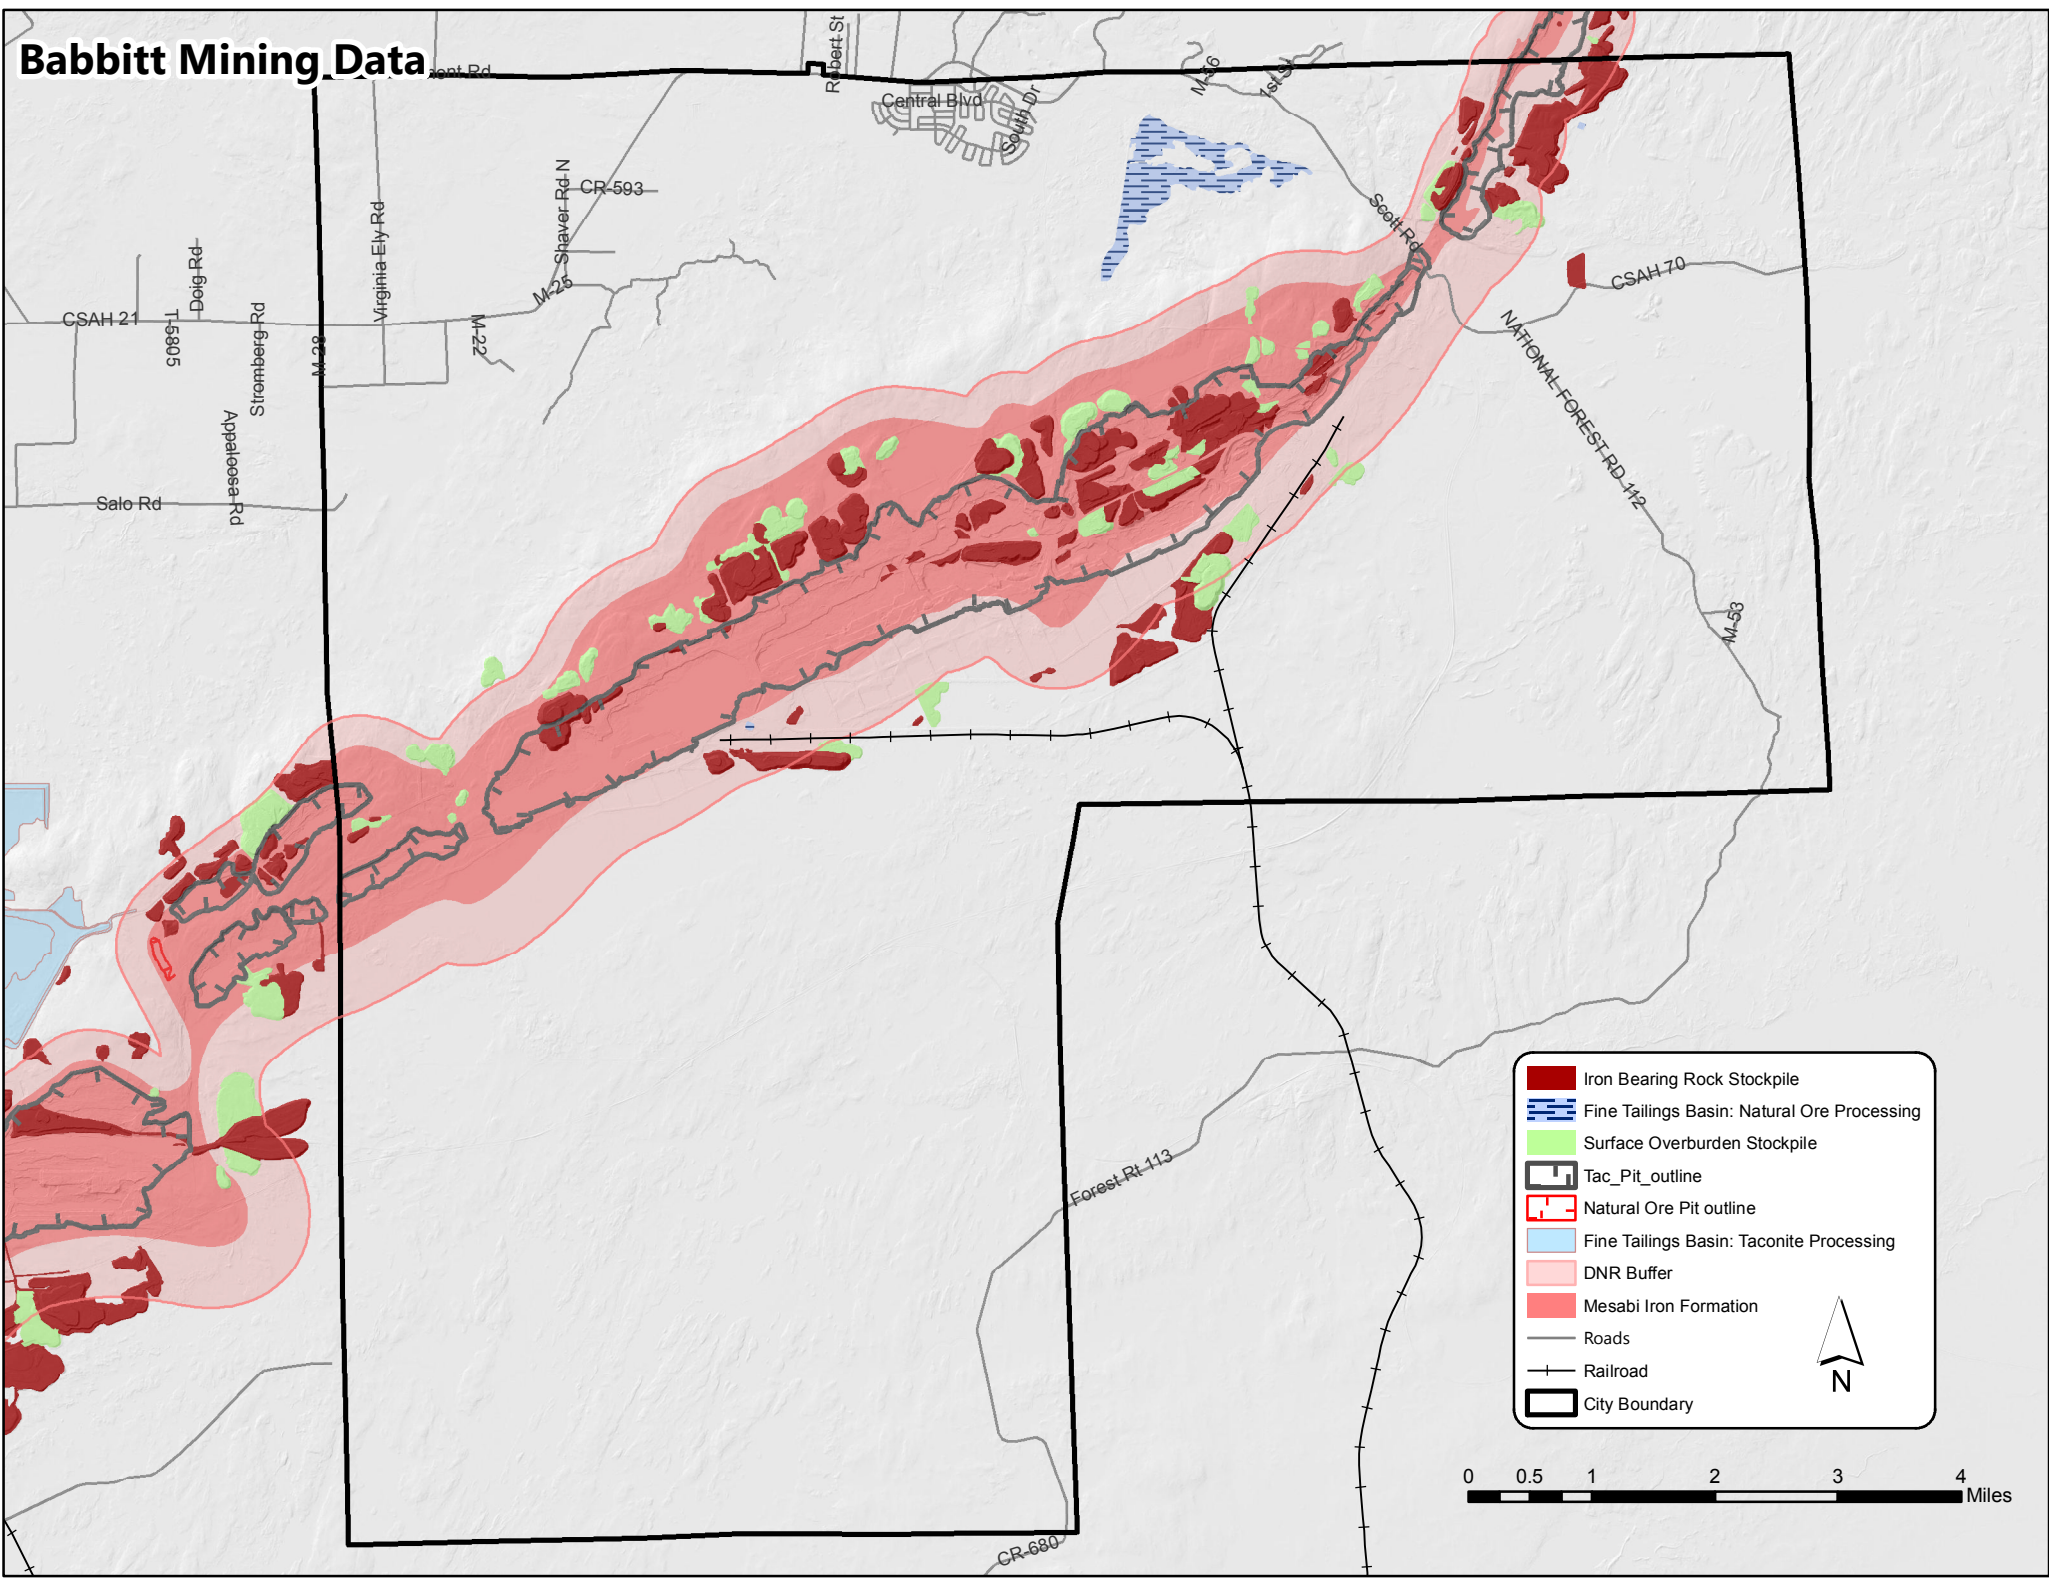 Babbitt Mining Data
mont Rd
Robert St
Central Blvd
South Dr
M-56
1st St
Scott Rd
CR-593
Shaver Rd N
Virginia Ely Rd
Doig Rd
M-25
CSAH 21
T-5805
Stromberg Rd
M-28
M-22
CSAH 70
NATIONAL FOREST RD 112
Appaloosa Rd
Salo Rd
M-53
Forest Rt 113
CR-680
Iron Bearing Rock Stockpile
Fine Tailings Basin: Natural Ore Processing
Surface Overburden Stockpile
Tac_Pit_outline
Natural Ore Pit outline
Fine Tailings Basin: Taconite Processing
DNR Buffer
Mesabi Iron Formation
Roads
Railroad
City Boundary
N
0 0.5 1 2 3 4
Miles